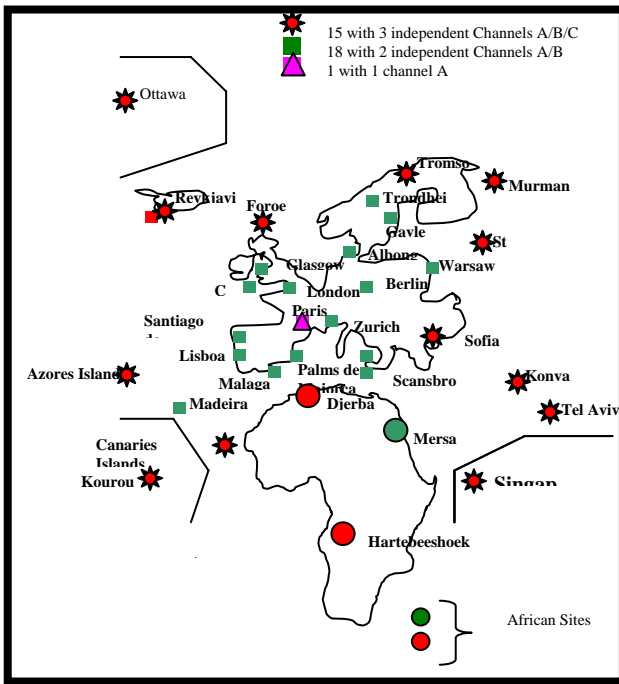 15 with 3 independent Channels A/B/C
18 with 2 independent Channels A/B
1 with 1 channel A
Ottawa
Tromso
Murman
Trondhei
Reykiavi
Foroe
Gavle
St
Alborg
Glasgow
Warsaw
C
London
Berlin
Paris
Santiago
Zurich
Sofia
Lisboa
Azores Island
Malaga
Palms de
Scansbro
Konya
Madeira
Djerba
Tel Aviv
Canaries
Islands
Mersa
Kourou
Singap
Hartebeeshoek
African Sites